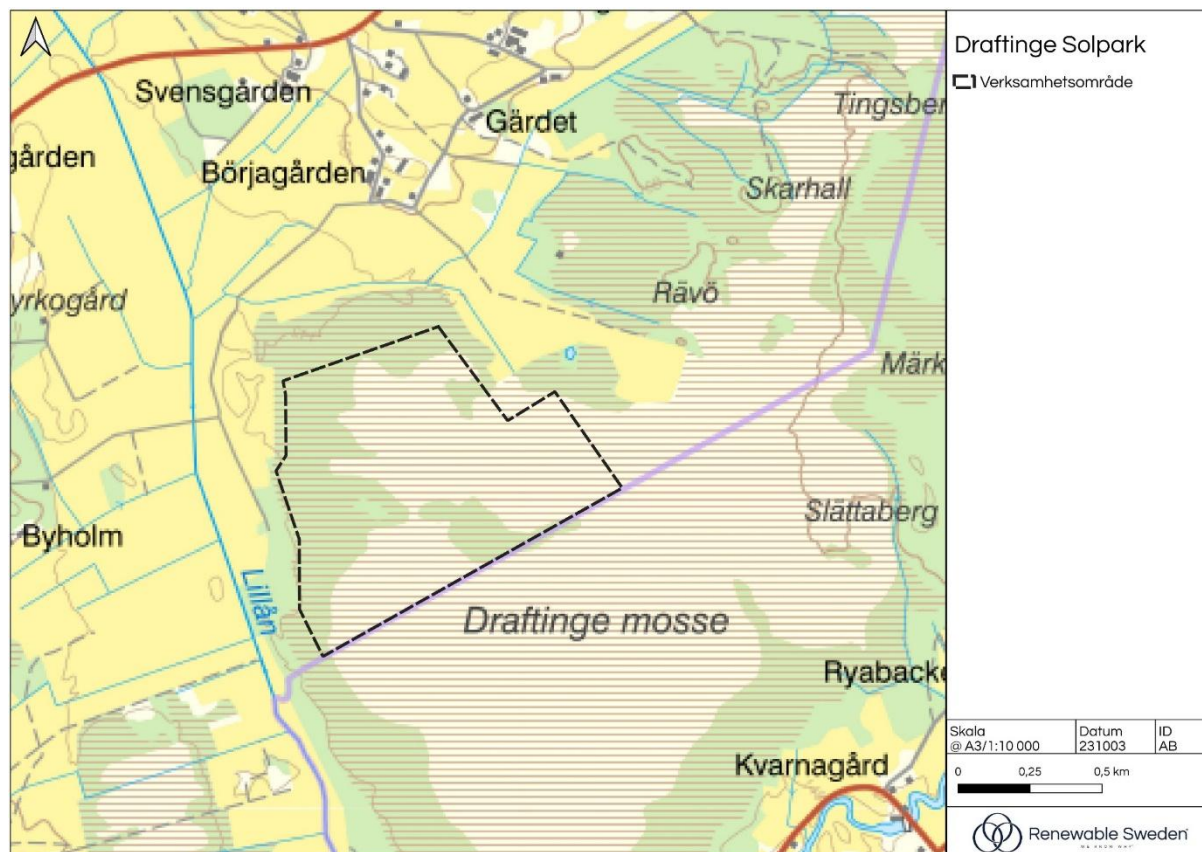 Draftinge Solpark
Verksamhetsområde
Svensgården
Gärdet
Tingsber
gården
Börjagården
Skarhall
yrkogård
Rävö
Märk
Byholm
Slättaberg
Lillån
Draftinge mosse
Ryabacke
Kvarnagård
Skala
@ A3/1:10 000
Datum
231003
ID
AB
0 0,25 0,5 km
Renewable Sweden